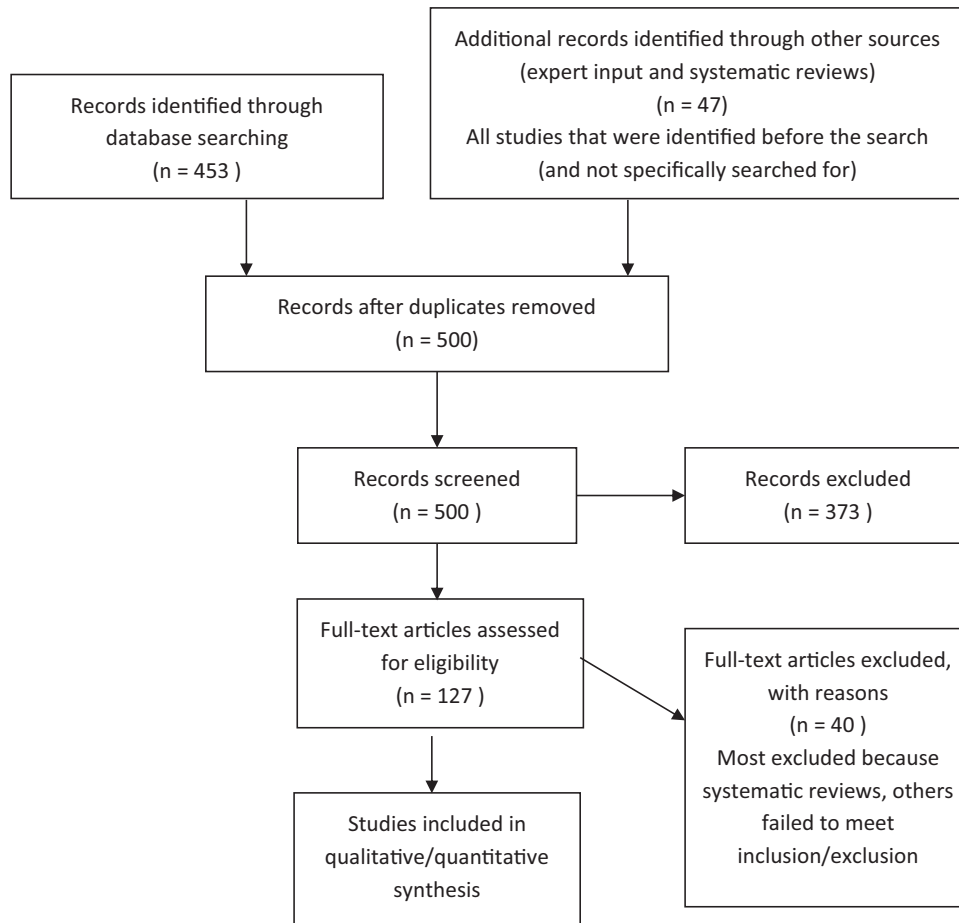 Records identified through
database searching
(n = 453 )
Additional records identified through other sources
(expert input and systematic reviews)
(n = 47)
All studies that were identified before the search
(and not specifically searched for)
Records after duplicates removed
(n = 500)
Records screened
(n = 500 )
Records excluded
(n = 373 )
Full-text articles assessed
for eligibility
(n = 127 )
Full-text articles excluded,
with reasons
(n = 40 )
Most excluded because
systematic reviews, others
failed to meet
inclusion/exclusion
Studies included in
qualitative/quantitative
synthesis